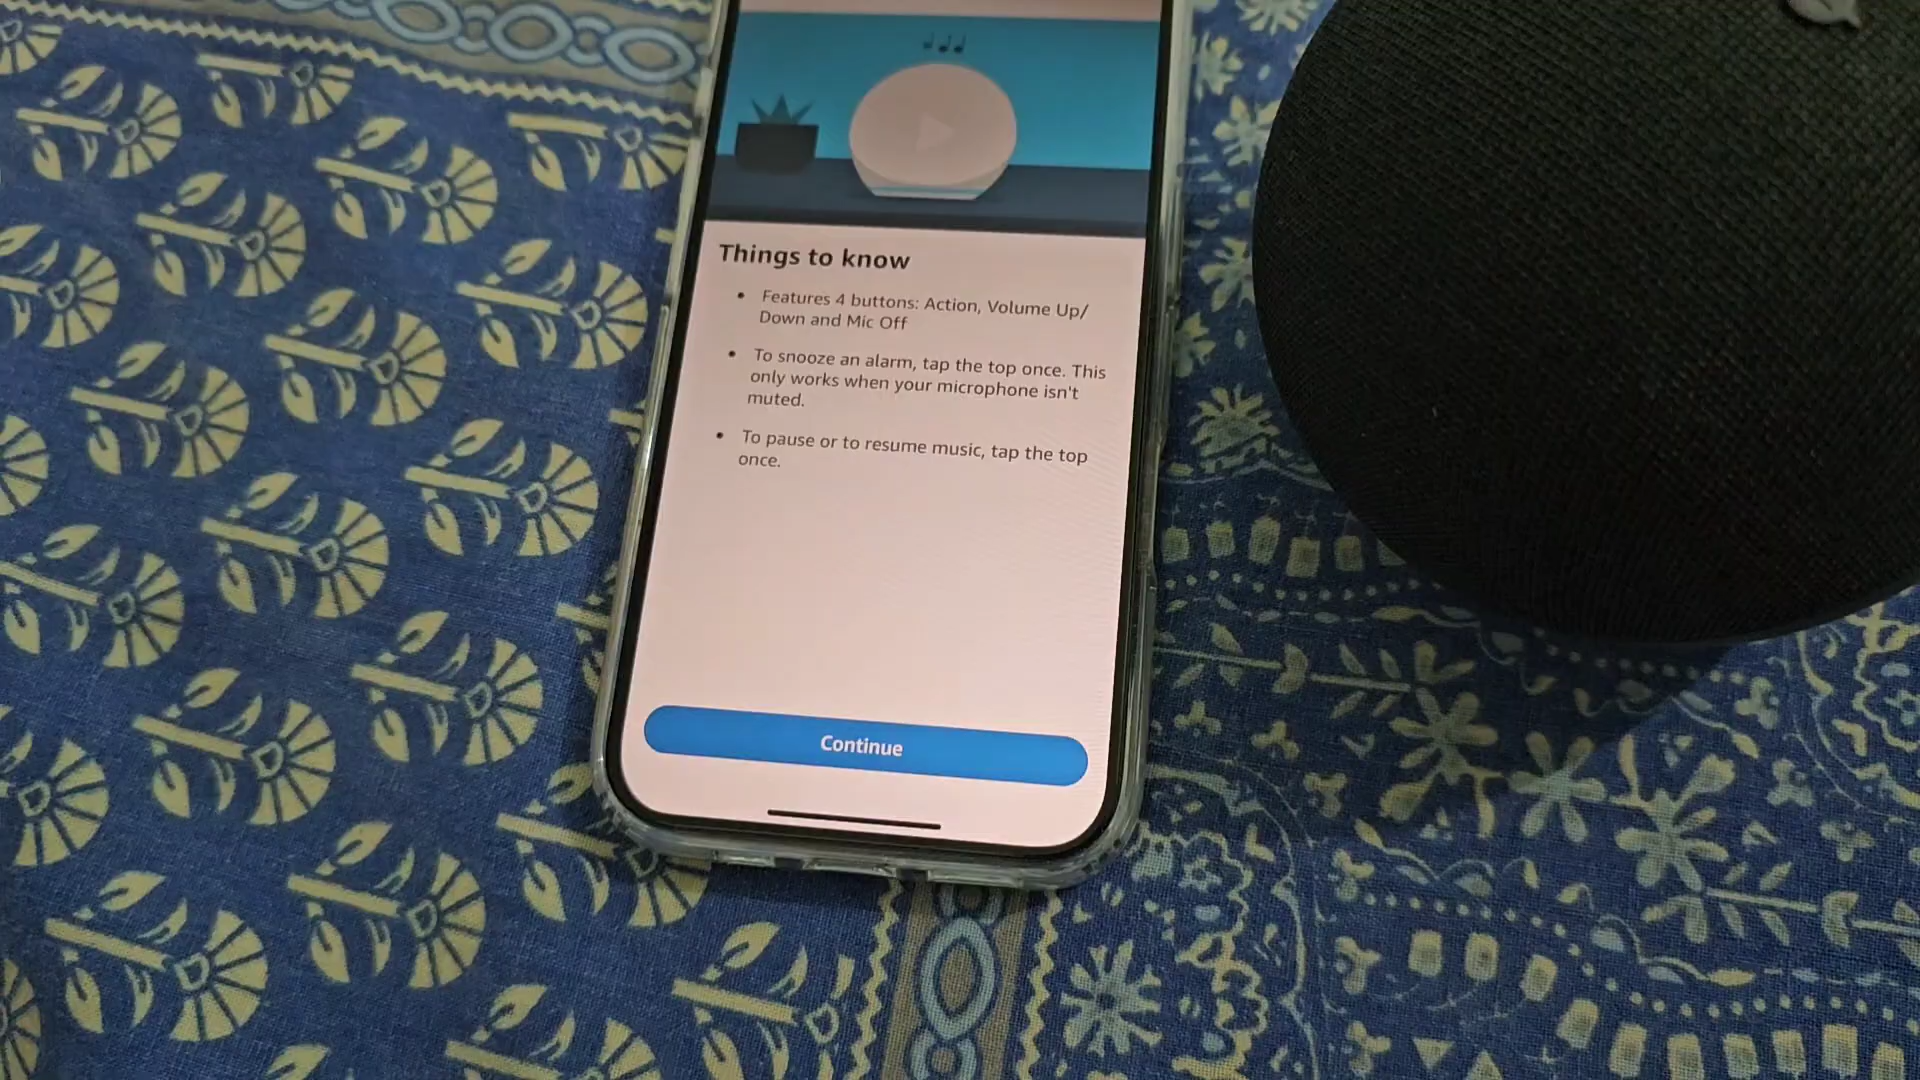 Things to know
• Features 4 buttons: Action, Volume Up/
Down and Mic Off
• To snooze an alarm, tap the top once. This
only works when your microphone isn't
muted.
• To pause or to resume music, tap the top
once.
Continue